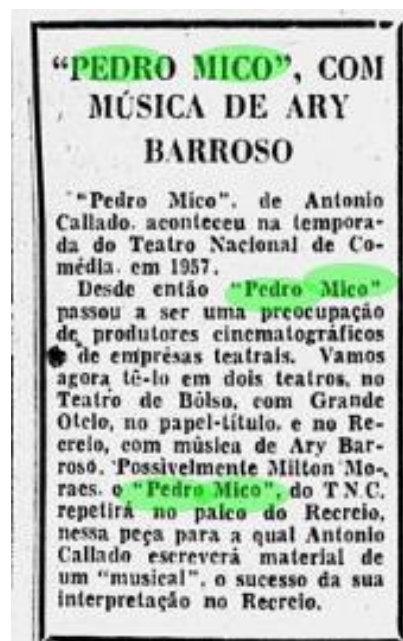 "PEDRO MICO", COM
MÚSICA DE ARY
BARROSO
"Pedro Mico", de Antonio
Callado, aconteceu na tempora-
da do Teatro Nacional de Co-
média, em 1957.
Desde então "Pedro Mico"
passou a ser uma preocupação
de produtores cinematográficos
e de emprêsas teatrais. Vamos
agora tê-lo em dois teatros, no
Teatro de Bôlso, com Grande
Otelo, no papel-título, e no Re-
creio, com música de Ary Bar-
roso. Possivelmente Milton Mo-
raes, o "Pedro Mico", do T.N.C.
repetirá no palco do Recreio,
nessa peça para a qual Antonio
Callado escreverá material de
um "musical", o sucesso da sua
interpretação no Recreio.